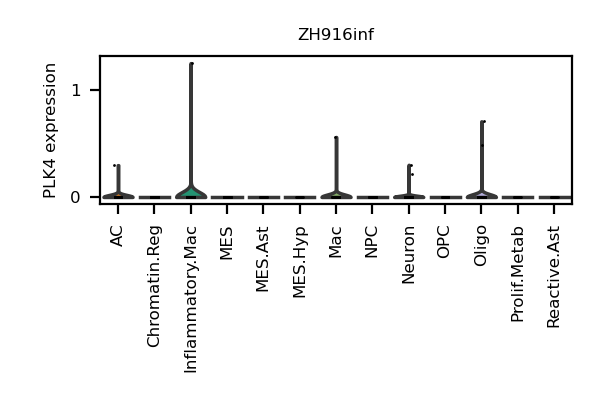 ZH916inf
PLK4 expression
1
0
AC
Chromatin.Reg
Inflammatory.Mac
MES
MES.Ast
MES.Hyp
Mac
NPC
Neuron
OPC
Oligo
Prolif.Metab
Reactive.Ast